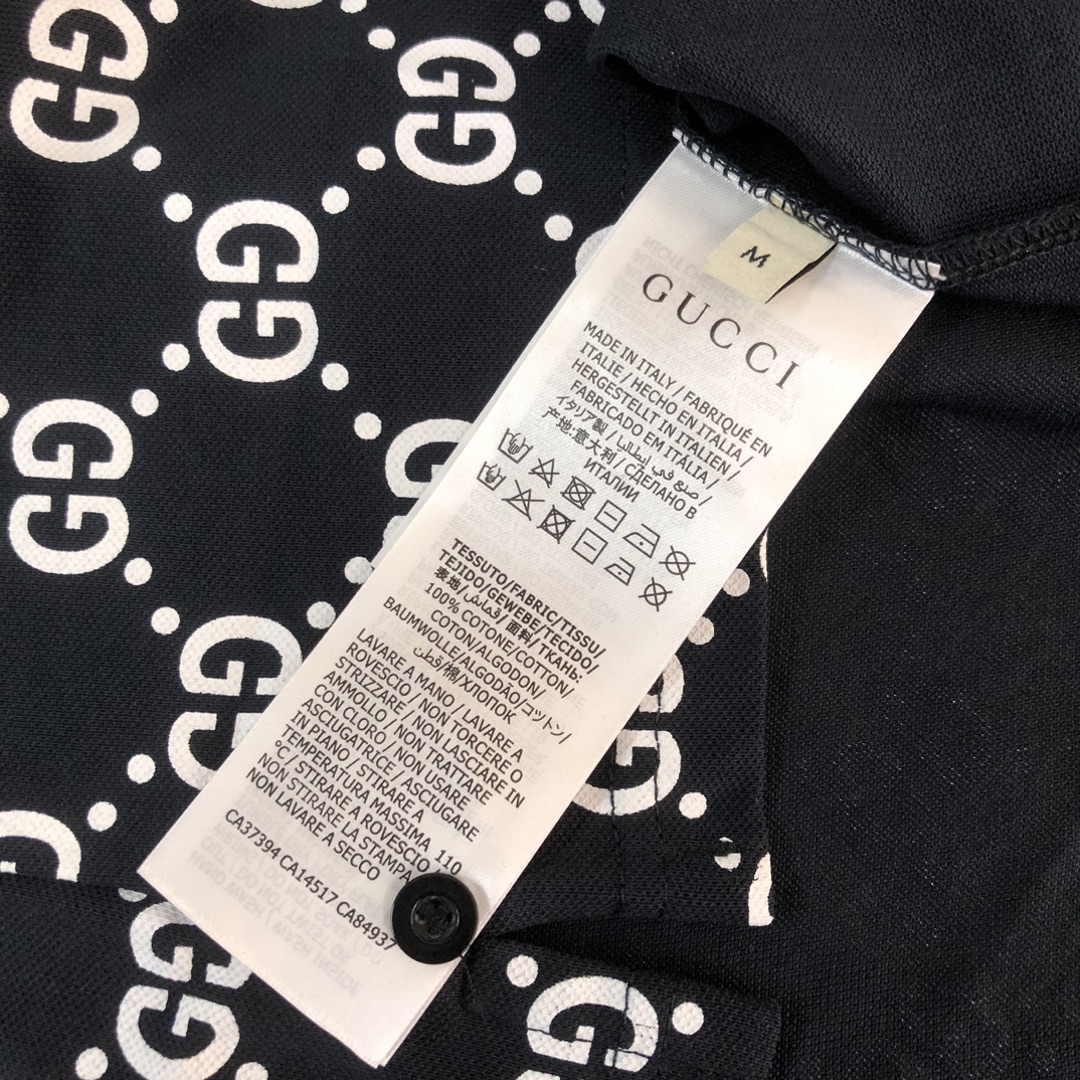 M
GUCCI
MADE IN ITALY / FABRIQUÉ EN
ITALIE / HECHO EN ITALIA /
HERGESTELLT IN ITALIEN /
FABRICADO EM ITÁLIA /
イタリア製 / صنع في إيطاليا /
产地:意大利 / СДЕЛАНО В
ИТАЛИИ
TESSUTO/FABRIC/TISSU/
TEJIDO/GEWEBE/TECIDO/
表地/قماش/面料/ТКАНЬ:
100% COTONE/COTTON/
COTON/ALGODON/
BAUMWOLLE/ALGODÃO/コットン/
قطن/棉/ХЛОПОК
LAVARE A MANO / LAVARE A
ROVESCIO / NON TORCERE O
STRIZZARE / NON LASCIARE IN
AMMOLLO / NON TRATTARE
CON CLORO / NON USARE
ASCIUGATRICE / ASCIUGARE
IN PIANO / STIRARE A
TEMPERATURA MASSIMA 110
°C / STIRARE A ROVESCIO /
NON STIRARE LA STAMPA
NON LAVARE A SECCO
CA37394 CA14517 CA84937